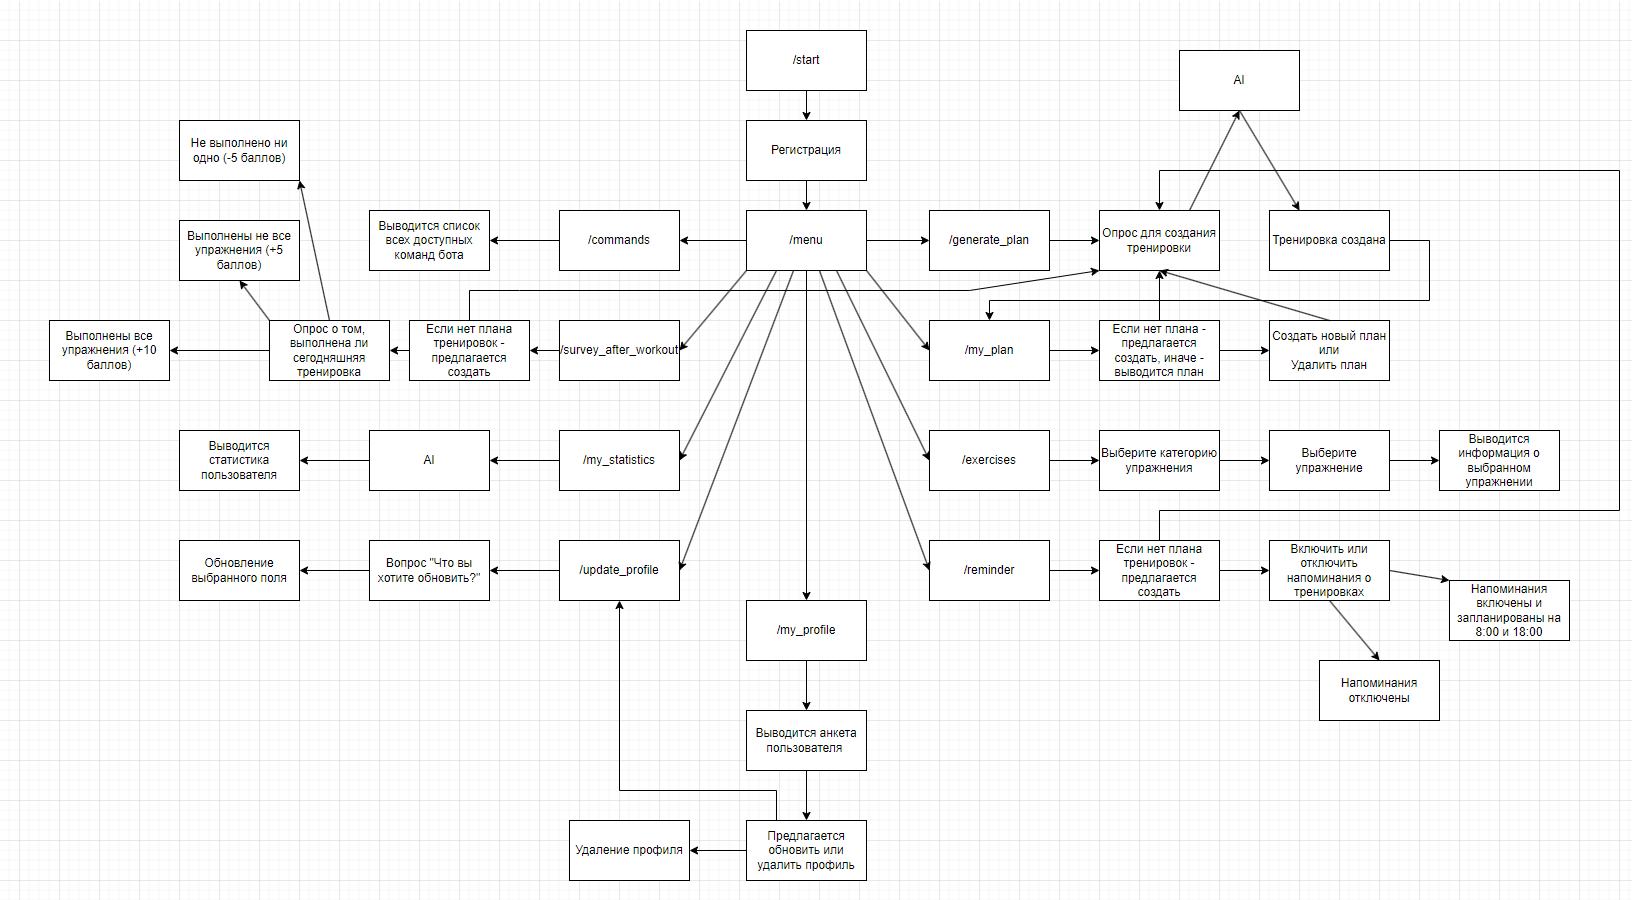 /start
AI
Регистрация
Не выполнено ни
одно (-5 баллов)
Выполнены не все
упражнения (+5
баллов)
Выводится список
всех доступных
команд бота
/commands
/menu
/generate_plan
Опрос для создания
тренировки
Тренировка создана
Выполнены все
упражнения (+10
баллов)
Опрос о том,
выполнена ли
сегодняшняя
тренировка
Если нет плана
тренировок -
предлагается
создать
/survey_after_workout
/my_plan
Если нет плана -
предлагается
создать, иначе -
выводится план
Создать новый план
или
Удалить план
Выводится
статистика
пользователя
AI
/my_statistics
/exercises
Выберите категорию
упражнения
Выберите
упражнение
Выводится
информация о
выбранном
упражнении
Обновление
выбранного поля
Вопрос "Что вы
хотите обновить?"
/update_profile
/reminder
Если нет плана
тренировок -
предлагается
создать
Включить или
отключить
напоминания о
тренировках
Напоминания
включены и
запланированы на
8:00 и 18:00
/my_profile
Напоминания
отключены
Выводится анкета
пользователя
Удаление профиля
Предлагается
обновить или
удалить профиль